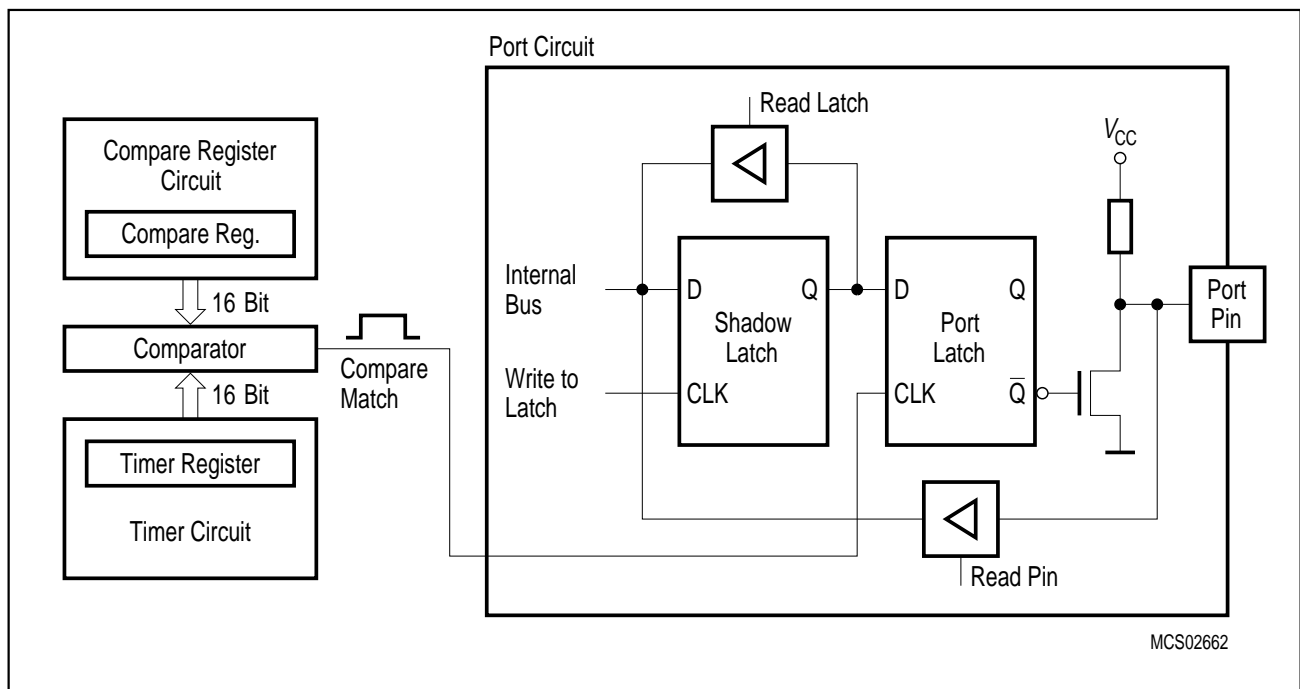 Port Circuit
Compare Register
Circuit
Compare Reg.
16 Bit
Comparator
16 Bit
Timer Register
Timer Circuit
Compare
Match
Read Latch
VCC
Internal
Bus
D
Q
Shadow
Latch
Write to
Latch
CLK
D
Q
Port
Latch
CLK
Q̅
Port
Pin
Read Pin
MCS02662